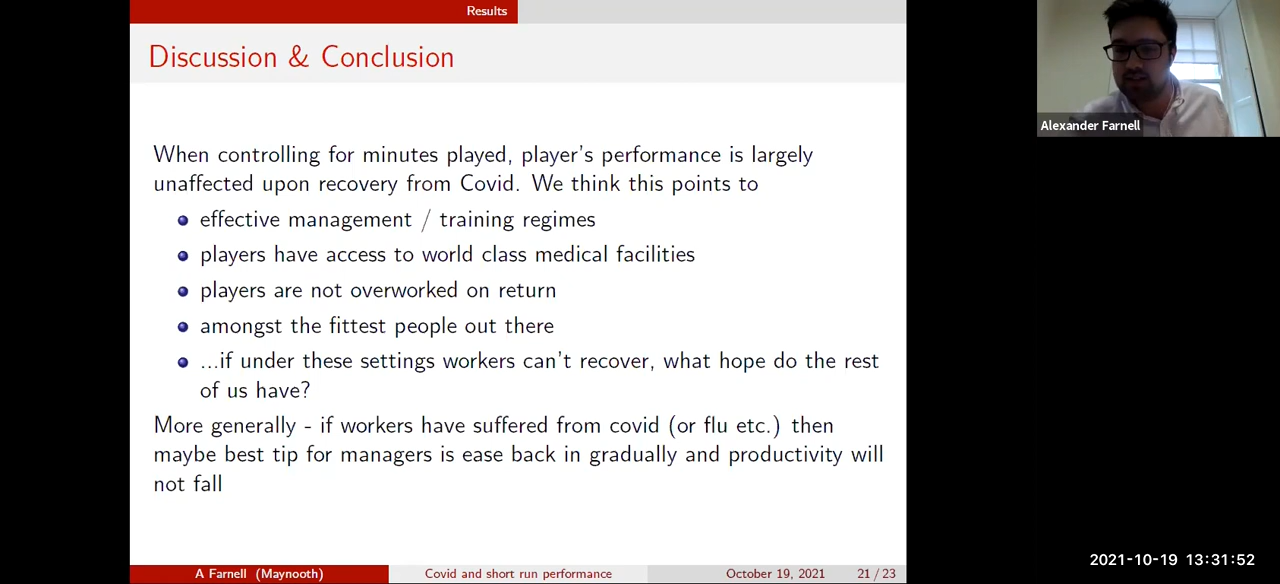 Results
Discussion & Conclusion
When controlling for minutes played, player's performance is largely
unaffected upon recovery from Covid. We think this points to
effective management / training regimes
players have access to world class medical facilities
players are not overworked on return
amongst the fittest people out there
...if under these settings workers can't recover, what hope do the rest
of us have?
More generally - if workers have suffered from covid (or flu etc.) then
maybe best tip for managers is ease back in gradually and productivity will
not fall
A Farnell (Maynooth)
Covid and short run performance
October 19, 2021
21 / 23
Alexander Farnell
2021-10-19 13:31:52